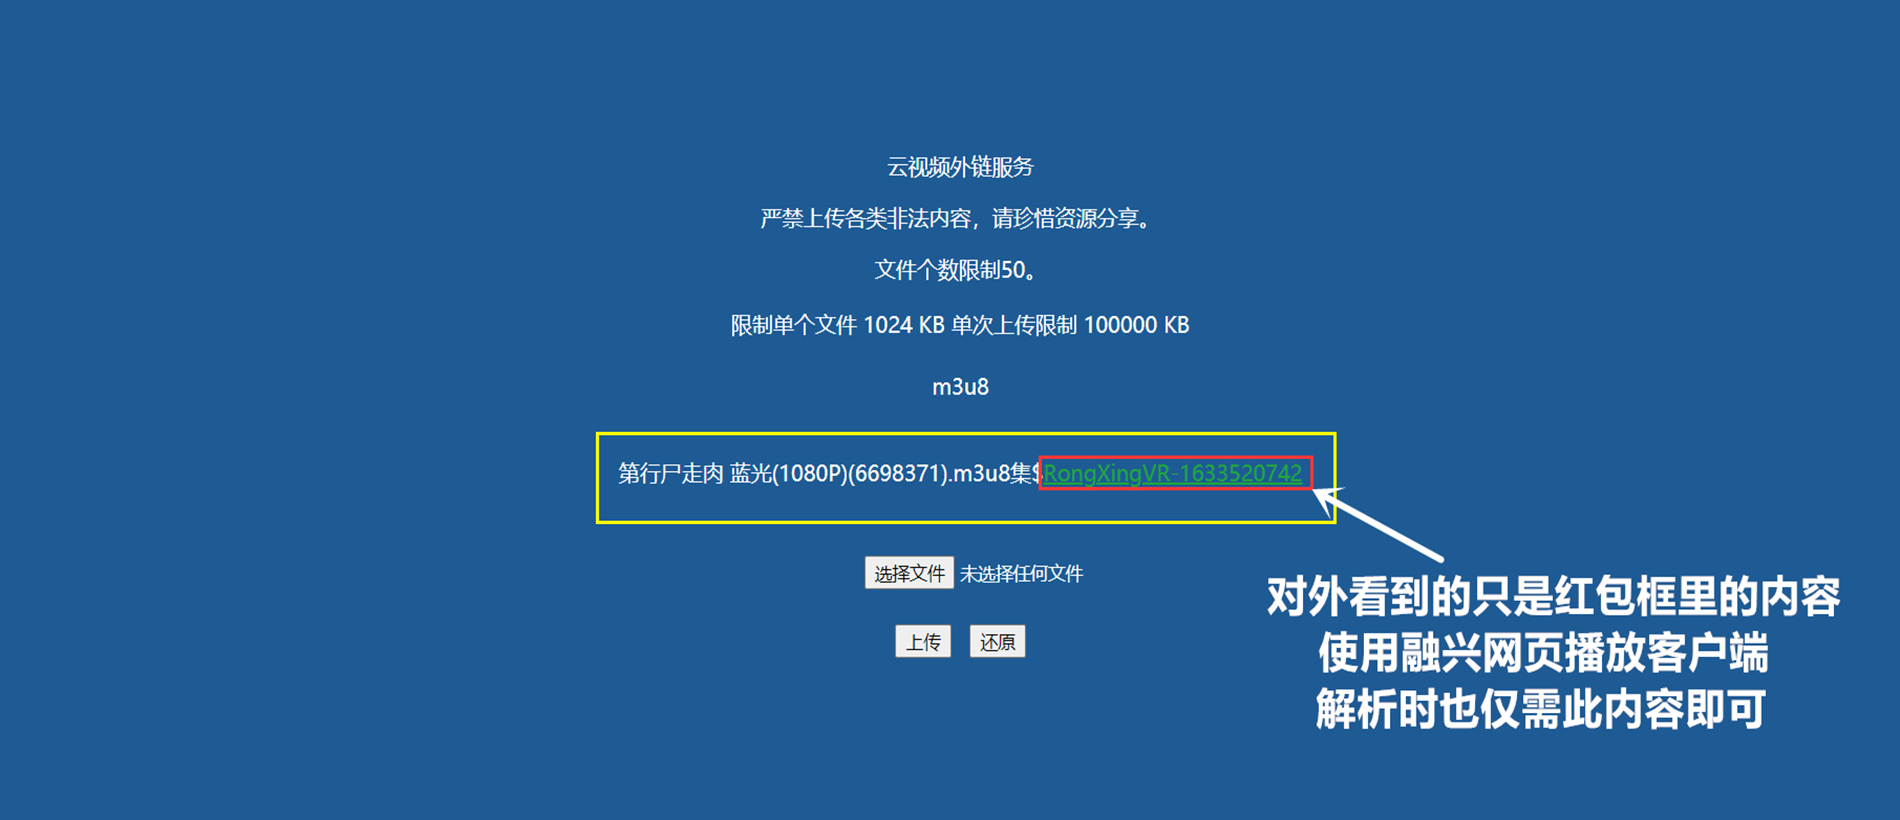 云视频外链服务
严禁上传各类非法内容，请珍惜资源分享。
文件个数限制50。
限制单个文件 1024 KB 单次上传限制 100000 KB
m3u8
第行尸走肉 蓝光(1080P)(6698371).m3u8集$RongXingVR-1633520742
选择文件 未选择任何文件
上传 还原
对外看到的只是红包框里的内容
使用融兴网页播放客户端
解析时也仅需此内容即可